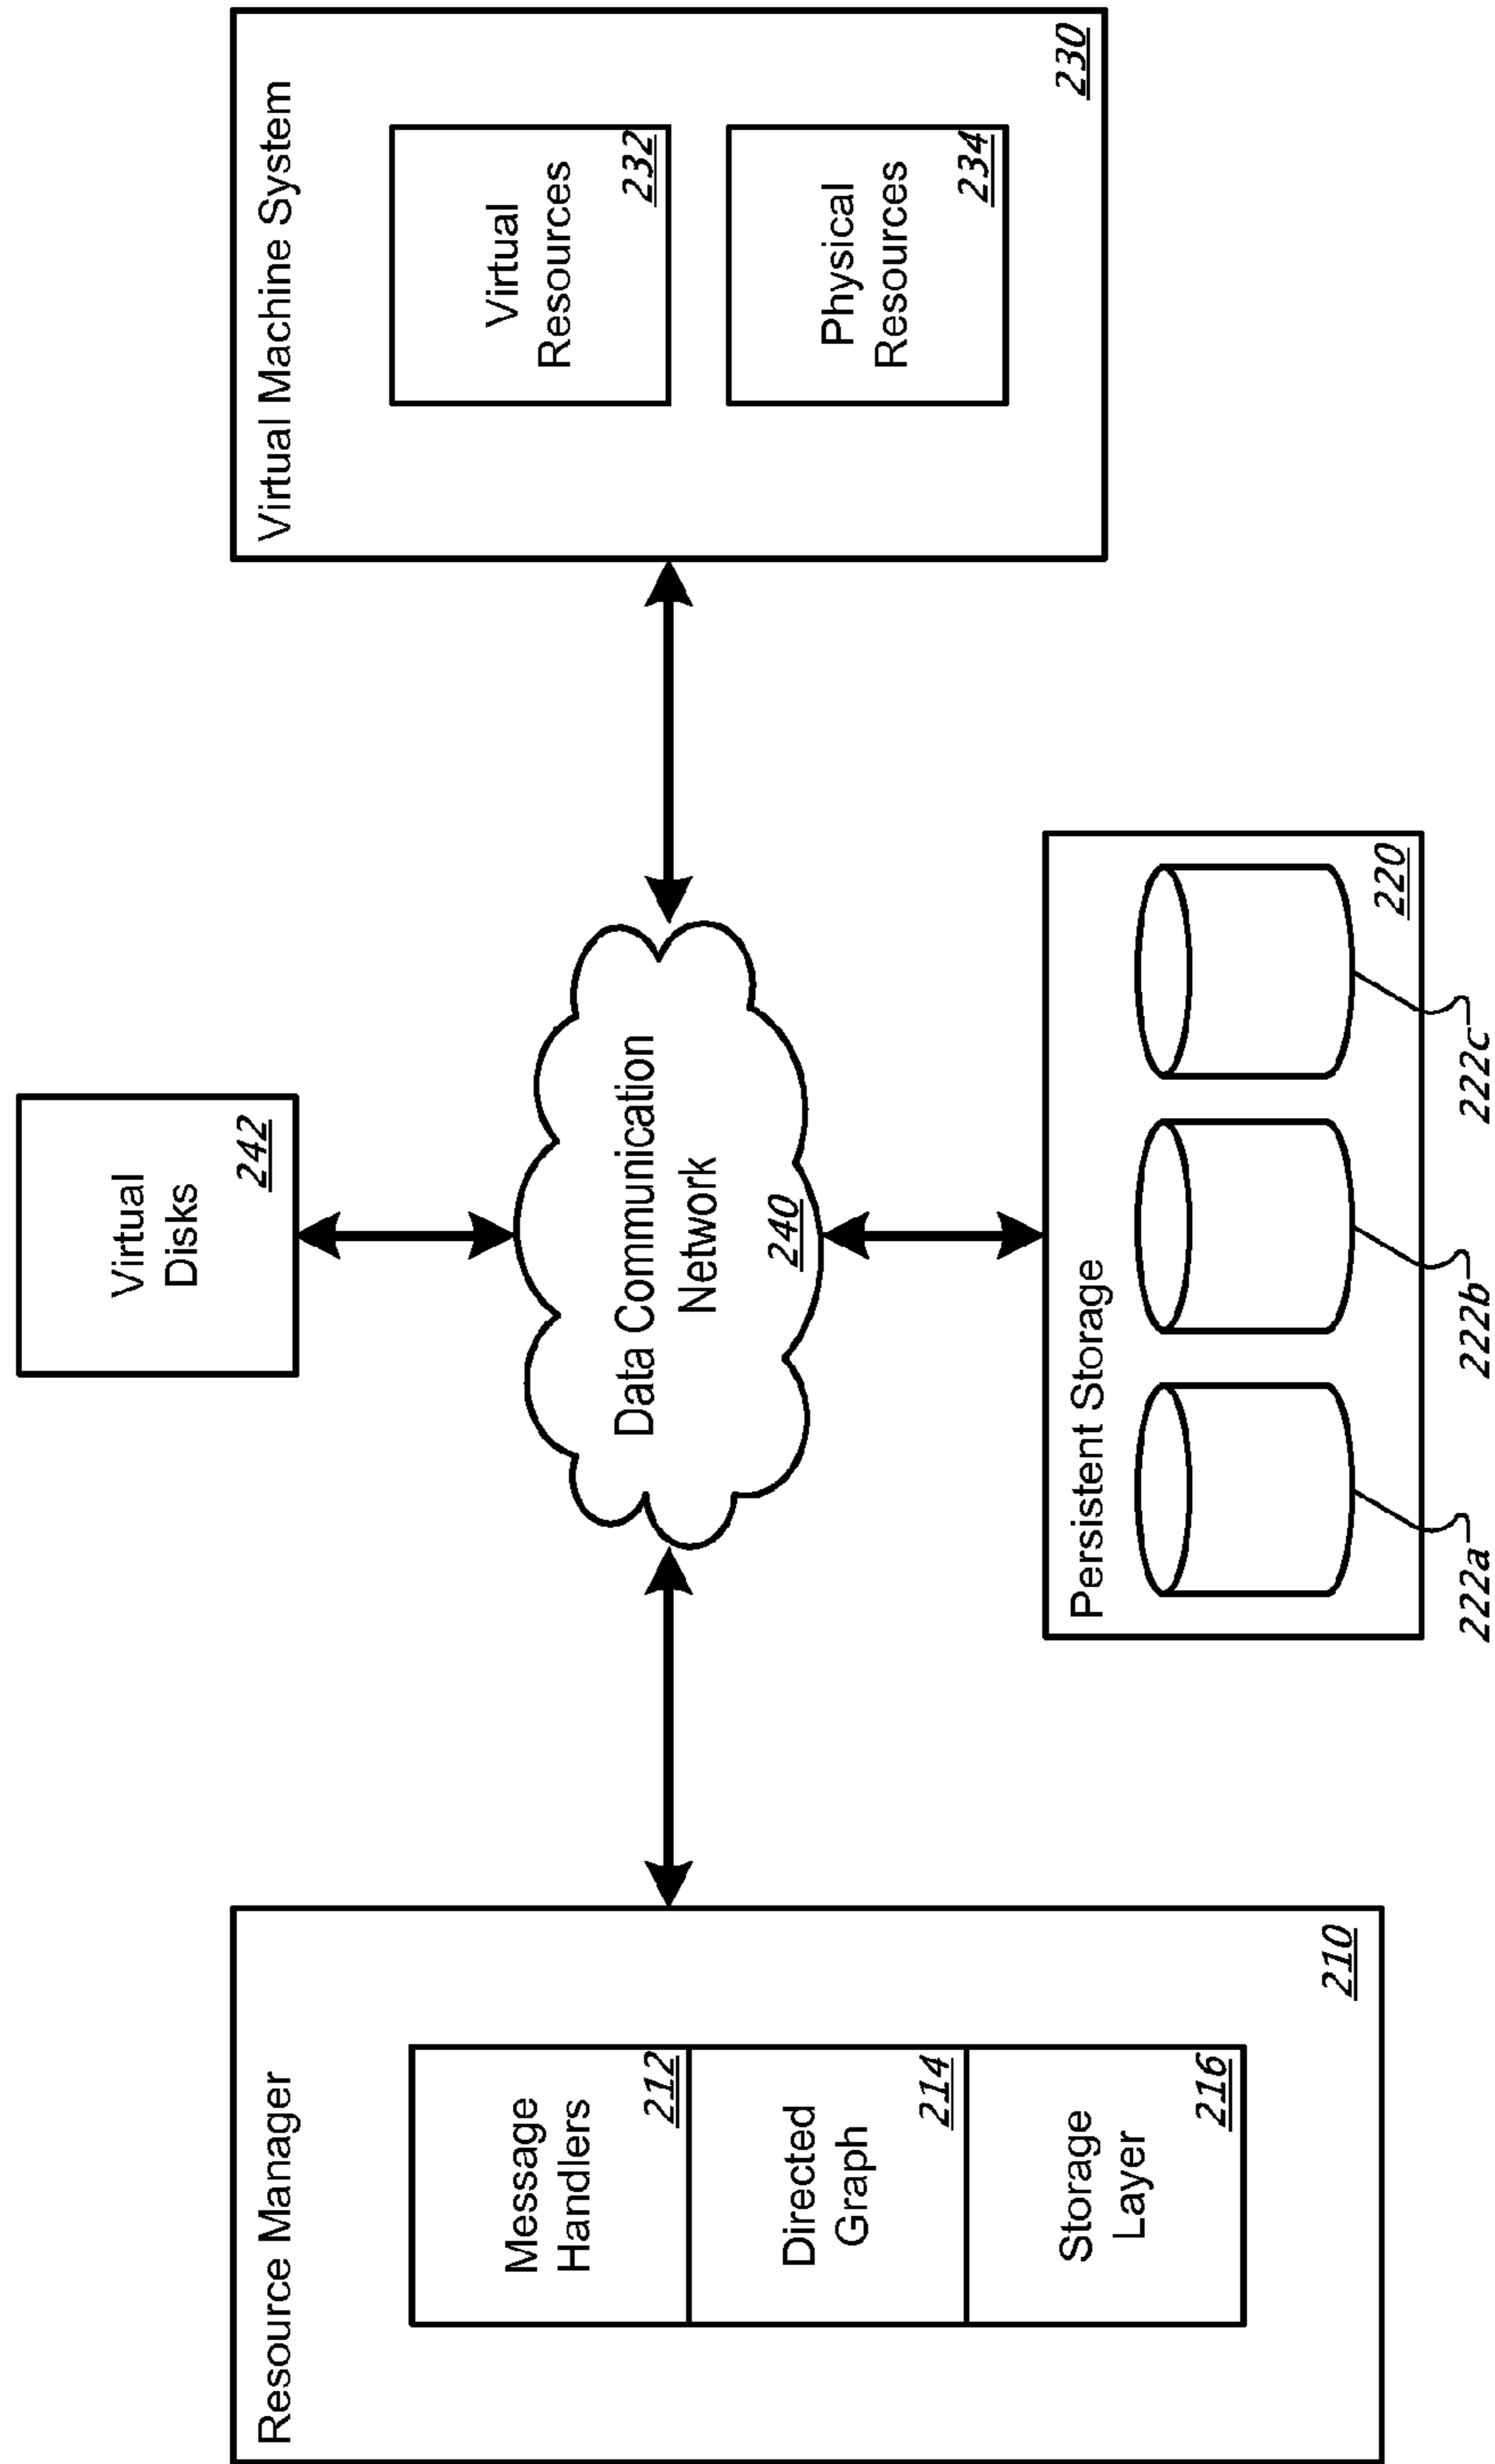 Virtual
Disks
242
Resource Manager
Message
Handlers
212
Directed
Graph
214
Storage
Layer
216
210
Data Communication
Network
240
Virtual Machine System
Virtual
Resources
232
Physical
Resources
234
230
Persistent Storage
220
222a
222b
222c